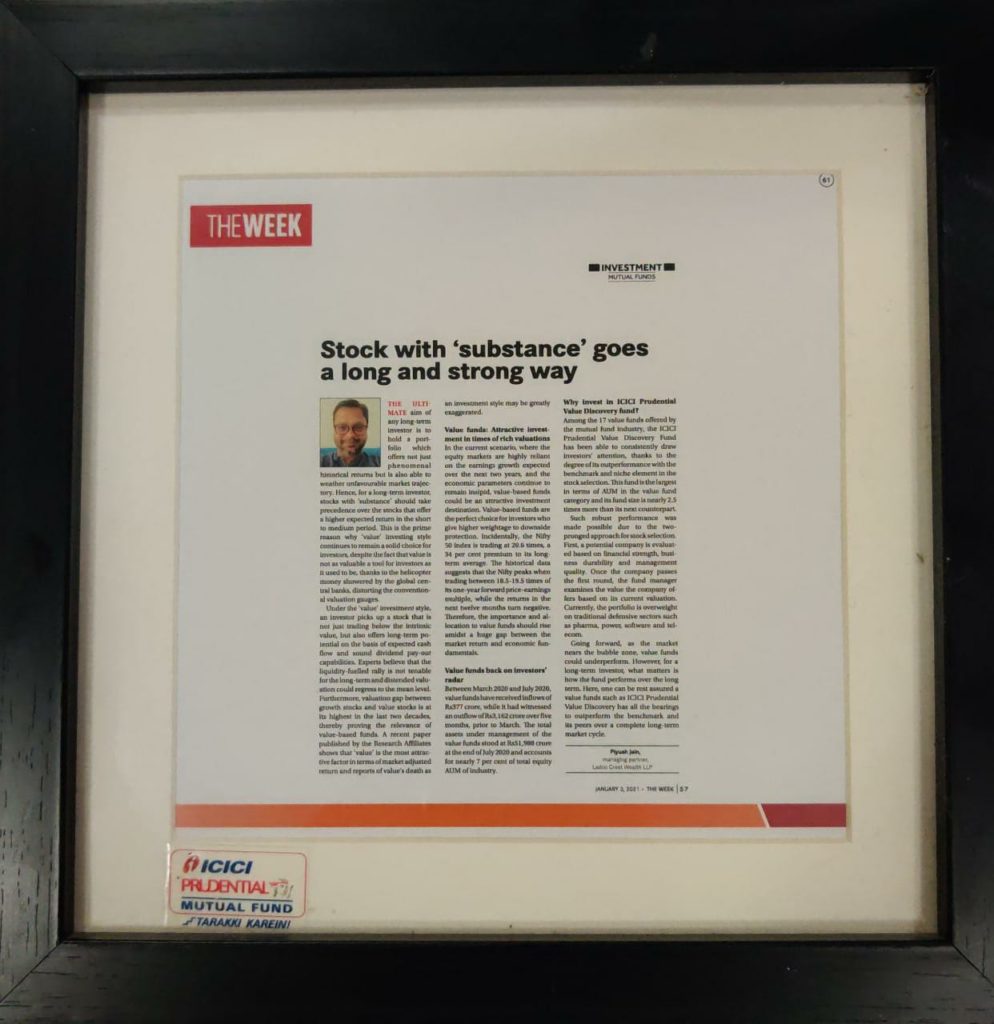 61
THEWEEK
INVESTMENT
MUTUAL FUNDS
Stock with ‘substance’ goes
a long and strong way
THE ULTI-
MATE aim of
any long-term
investor is to
hold a port-
folio which
offers not just
phenomenal
historical returns but is also able to
weather unfavourable market trajec-
tory. Hence, for a long-term investor,
stocks with ‘substance’ should take
precedence over the stocks that offer
a higher expected return in the short
to medium period. This is the prime
reason why ‘value’ investing style
continues to remain a solid choice for
investors, despite the fact that value is
not as valuable a tool for investors as
it used to be, thanks to the helicopter
money showered by the global cen-
tral banks, distorting the convention-
al valuation gauges.
Under the ‘value’ investment style,
an investor picks up a stock that is
not just trading below the intrinsic
value, but also offers long-term po-
tential on the basis of expected cash
flow and sound dividend pay-out
capabilities. Experts believe that the
liquidity-fuelled rally is not tenable
for the long-term and distended valu-
ation could regress to the mean level.
Furthermore, valuation gap between
growth stocks and value stocks is at
its highest in the last two decades,
thereby proving the relevance of
value-based funds. A recent paper
published by the Research Affiliates
shows that ‘value’ is the most attrac-
tive factor in terms of market adjusted
return and reports of value's death as
an investment style may be greatly
exaggerated.
Value funds: Attractive invest-
ment in times of rich valuations
In the current scenario, where the
equity markets are highly reliant
on the earnings growth expected
over the next two years, and the
economic parameters continue to
remain insipid, value-based funds
could be an attractive investment
destination. Value-based funds are
the perfect choice for investors who
give higher weightage to downside
protection. Incidentally, the Nifty
50 index is trading at 20.6 times, a
34 per cent premium to its long-
term average. The historical data
suggests that the Nifty peaks when
trading between 18.5-19.5 times of
its one-year forward price-earnings
multiple, while the returns in the
next twelve months turn negative.
Therefore, the importance and al-
location to value funds should rise
amidst a huge gap between the
market return and economic fun-
damentals.
Value funds back on investors’
radar
Between March 2020 and July 2020,
value funds have received inflows of
Rs377 crore, while it had witnessed
an outflow of Rs3,162 crore over five
months, prior to March. The total
assets under management of the
value funds stood at Rs51,988 crore
at the end of July 2020 and accounts
for nearly 7 per cent of total equity
AUM of industry.
Why invest in ICICI Prudential
Value Discovery fund?
Among the 17 value funds offered by
the mutual fund industry, the ICICI
Prudential Value Discovery Fund
has been able to consistently drew
investors’ attention, thanks to the
degree of its outperformance with the
benchmark and niche element in the
stock selection. This fund is the largest
in terms of AUM in the value fund
category and its fund size is nearly 2.5
times more than its next counterpart.
Such robust performance was
made possible due to the two-
pronged approach for stock selection.
First, a potential company is evaluat-
ed based on financial strength, busi-
ness durability and management
quality. Once the company passes
the first round, the fund manager
examines the value the company of-
fers based on its current valuation.
Currently, the portfolio is overweight
on traditional defensive sectors such
as pharma, power, software and tel-
ecom.
Going forward, as the market
nears the bubble zone, value funds
could underperform. However, for a
long-term investor, what matters is
how the fund performs over the long
term. Here, one can be rest assured a
value funds such as ICICI Prudential
Value Discovery has all the bearings
to outperform the benchmark and
its peers over a complete long-term
market cycle.
Piyush Jain,
managing partner,
Crest Wealth LLP
JANUARY 3, 2021 • THE WEEK 57
ICICI
PRUDENTIAL
MUTUAL FUND
TARAKKI KAREIN!